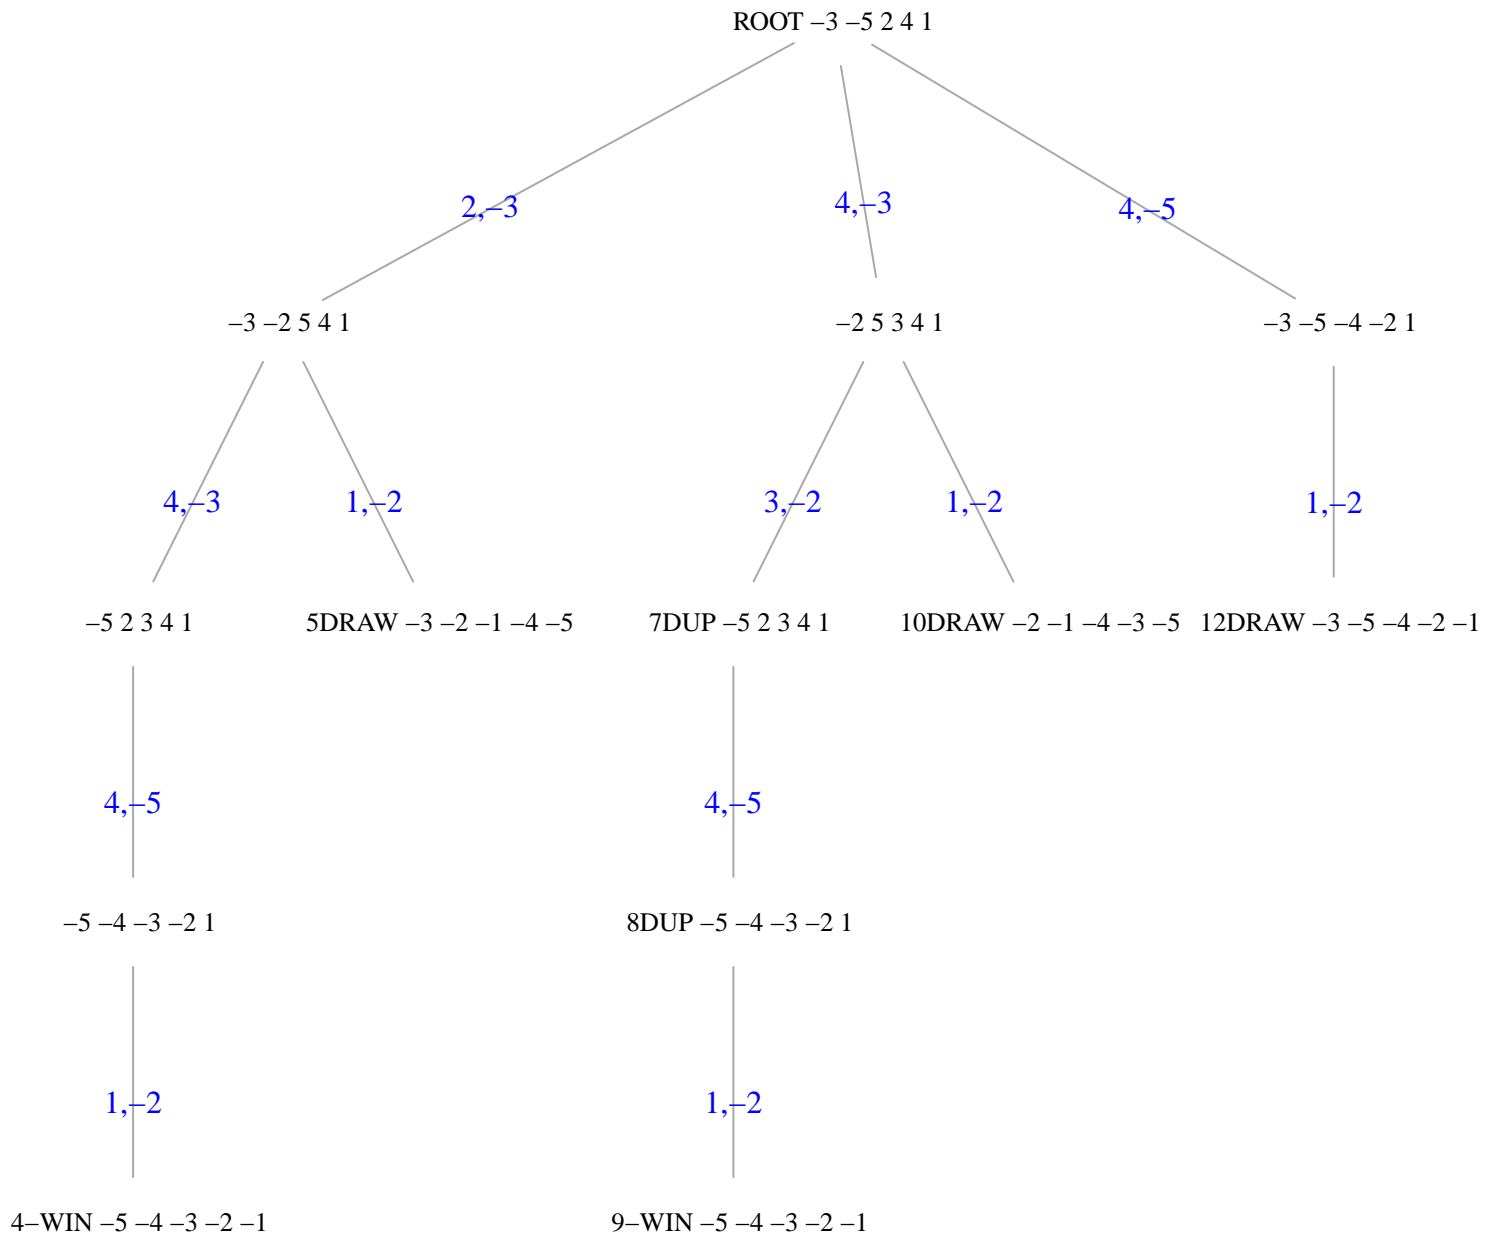 ROOT –3 –5 2 4 1
2,–3
4,–3
4,–5
–3 –2 5 4 1
–2 5 3 4 1
–3 –5 –4 –2 1
4,–3
1,–2
3,–2
1,–2
1,–2
–5 2 3 4 1
5DRAW –3 –2 –1 –4 –5
7DUP –5 2 3 4 1
10DRAW –2 –1 –4 –3 –5
12DRAW –3 –5 –4 –2 –1
4,–5
4,–5
–5 –4 –3 –2 1
8DUP –5 –4 –3 –2 1
1,–2
1,–2
4–WIN –5 –4 –3 –2 –1
9–WIN –5 –4 –3 –2 –1